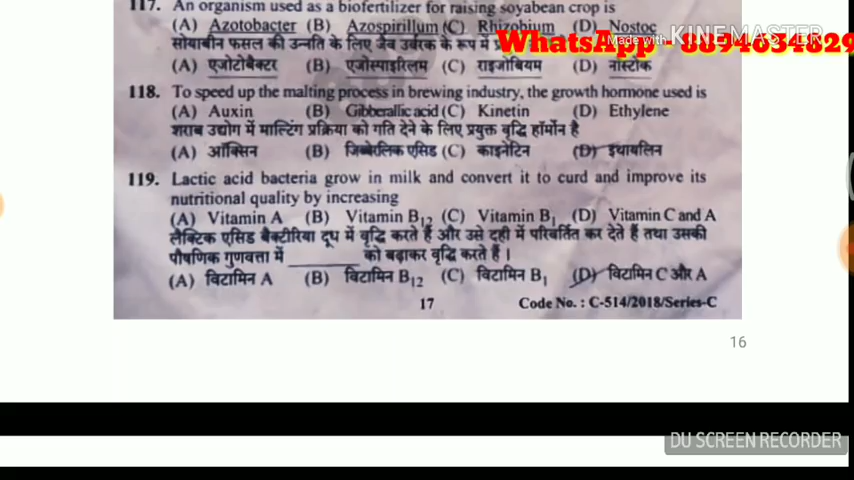 117. An organism used as a biofertilizer for raising soyabean crop is
(A) Azotobacter (B) Azospirillum (C) Rhizobium (D) Nostoc
सोयाबीन फसल की उन्नति के लिए जैव उर्वरक के रूप में
WhatsApp - 8894634829
Made with KINEMASTER
(A) एजोटोबैक्टर (B) एजोस्पाइरिलम (C) राइजोबियम (D) नास्टॉक
118. To speed up the malting process in brewing industry, the growth hormone used is
(A) Auxin (B) Gibberallic acid (C) Kinetin (D) Ethylene
शराब उद्योग में माल्टिंग प्रक्रिया को गति देने के लिए प्रयुक्त वृद्धि हॉर्मोन है
(A) ऑक्सिन (B) जिब्बेरेलिक एसिड (C) काइनेटिन (D) इथायलिन
119. Lactic acid bacteria grow in milk and convert it to curd and improve its
nutritional quality by increasing
(A) Vitamin A (B) Vitamin B12 (C) Vitamin B1 (D) Vitamin C and A
लैक्टिक एसिड बैक्टीरिया दूध में वृद्धि करते हैं और उसे दही में परिवर्तित कर देते हैं तथा उसकी
पौषणिक गुणवत्ता में ________ को बढ़ाकर वृद्धि करते हैं ।
(A) विटामिन A (B) विटामिन B12 (C) विटामिन B1 (D) विटामिन C और A
17 Code No. : C-514/2018/Series-C
16
DU SCREEN RECORDER